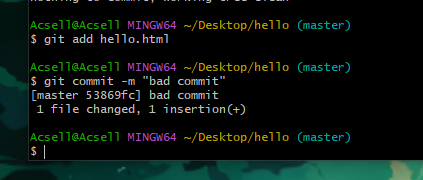 Acsell@Acsell MINGW64 ~/Desktop/hello (master)
$ git add hello.html
Acsell@Acsell MINGW64 ~/Desktop/hello (master)
$ git commit -m "bad commit"
[master 53869fc] bad commit
 1 file changed, 1 insertion(+)
Acsell@Acsell MINGW64 ~/Desktop/hello (master)
$